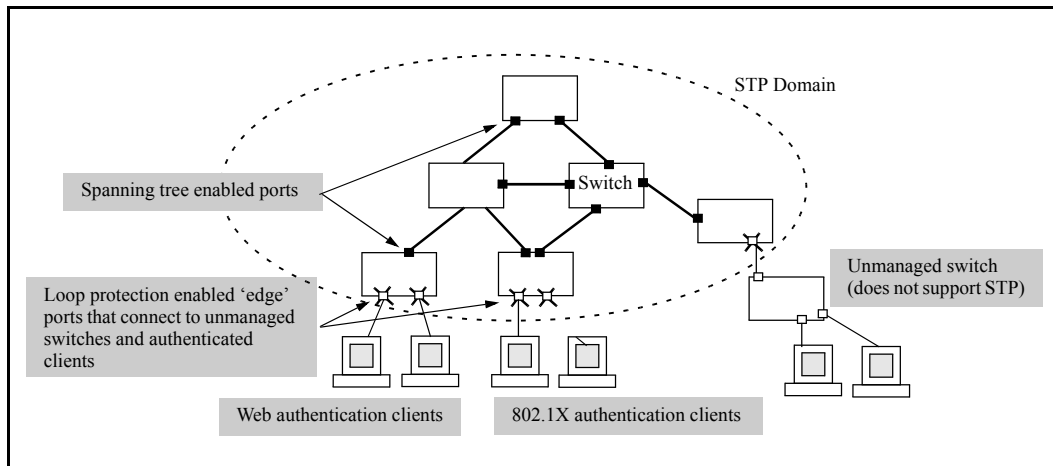 STP Domain
Switch
Spanning tree enabled ports
Unmanaged switch
(does not support STP)
Loop protection enabled ‘edge’
ports that connect to unmanaged
switches and authenticated
clients
Web authentication clients
802.1X authentication clients